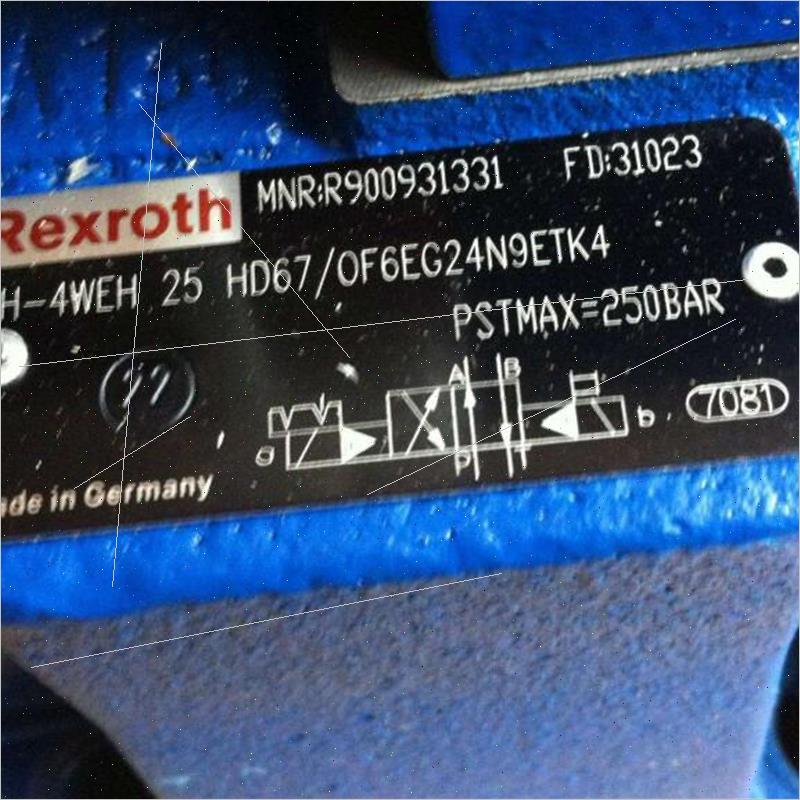 Rexroth MNR:R900931331 FD:31023
H-4WEH 25 HD67/OF6EG24N9ETK4
PSTMAX=250BAR
A B
a b 7081
P T
ade in Germany